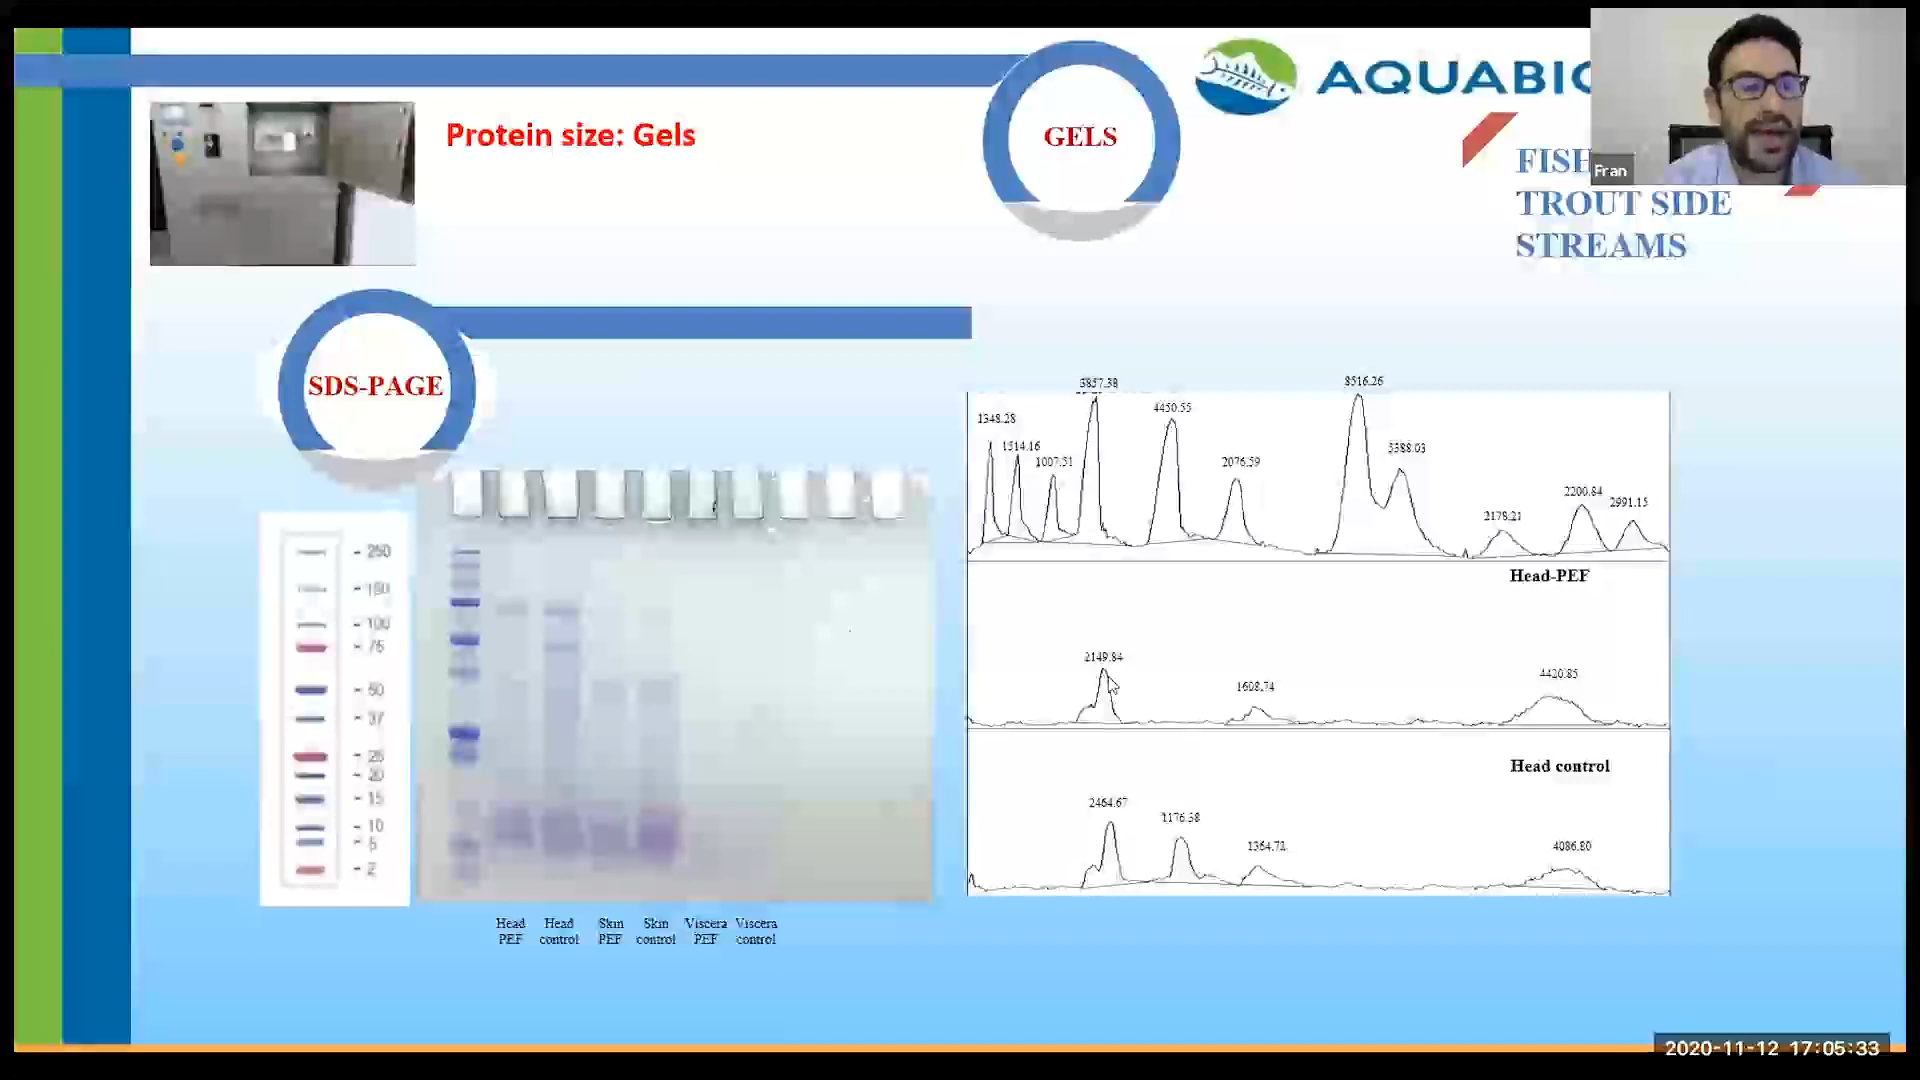 AQUABIO
Protein size: Gels
GELS
FISH
Fran
TROUT SIDE
STREAMS
SDS-PAGE
3857.38
8516.26
1348.28
4450.55
1514.16
1007.51
2076.59
5388.03
2200.84
2991.15
2178.21
Head-PEF
2149.84
1608.74
4420.85
Head control
2464.67
1176.38
1364.72
4086.80
- 250
- 150
- 100
- 75
- 50
- 37
- 25
- 20
- 15
- 10
- 5
- 2
Head Head Skin Skin Viscera Viscera
PEF control PEF control PEF control
2020-11-12 17:05:33